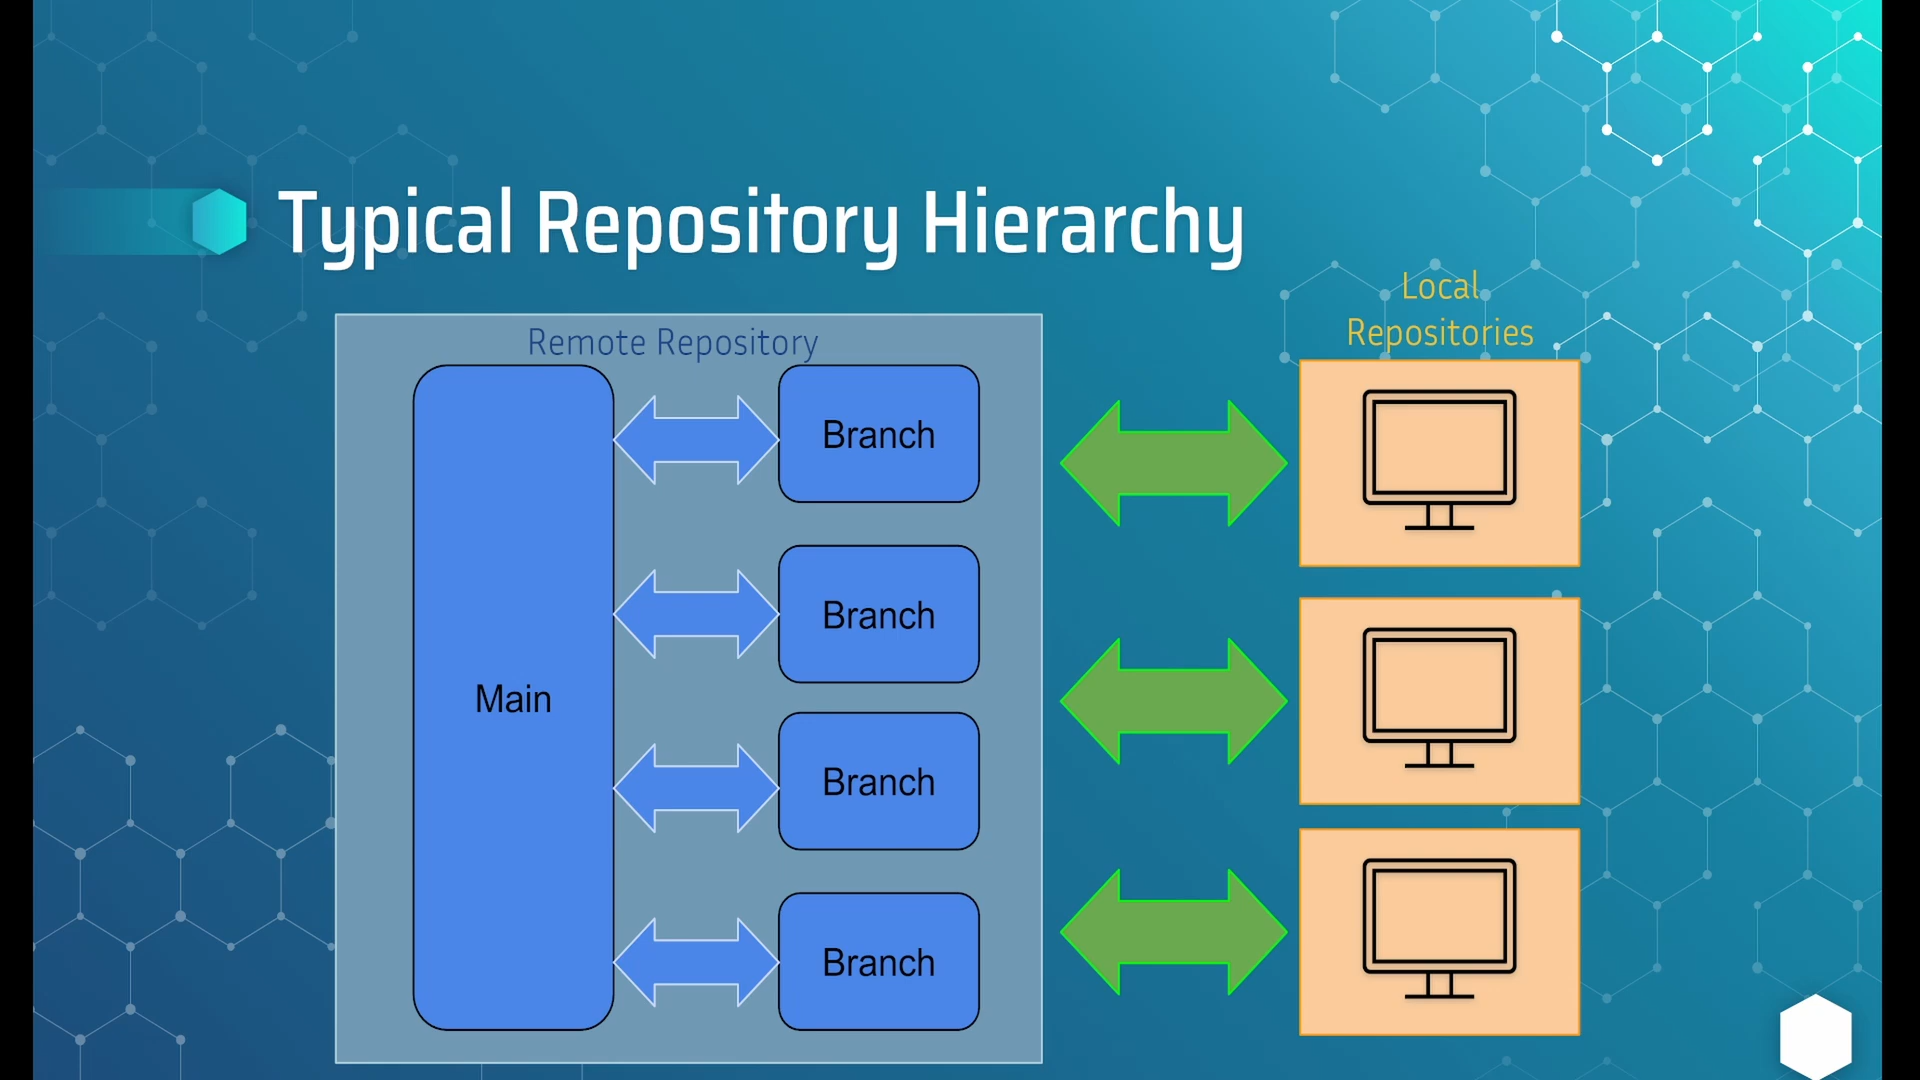 Typical Repository Hierarchy
Local
Repositories
Remote Repository
Main
Branch
Branch
Branch
Branch